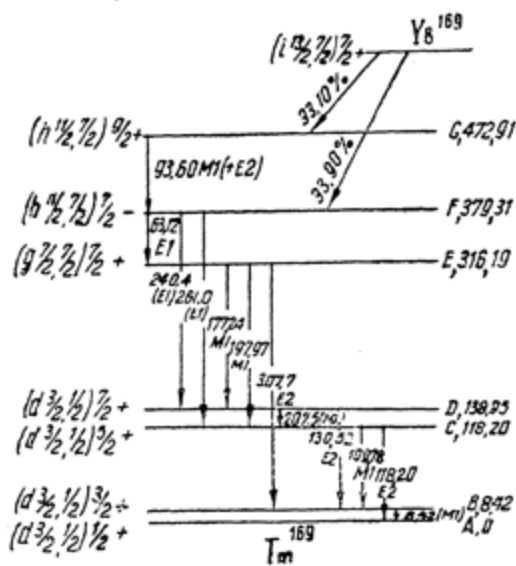 Yb 169
(i 13/2, 7/2) 7/2 +
33,10%
(h 11/2, 7/2) 9/2 +
G, 472,91
93,60 M1(+E2)
33,90%
(h 11/2, 7/2) 7/2 -
F, 379,31
63,12
E1
(g 7/2, 7/2) 7/2 +
E, 316,19
240,4
(E1)
261,0
(E1)
177,24
M1
197,97
M1
307,7
E2
(d 3/2, 1/2) 7/2 +
D, 138,95
(d 3/2, 1/2) 5/2 +
C, 118,20
130,52
E2
109,78
M1
118,20
E2
(d 3/2, 1/2) 3/2 +
B, 8,42
8,42 (M1)
(d 3/2, 1/2) 1/2 +
A, 0
Tm 169